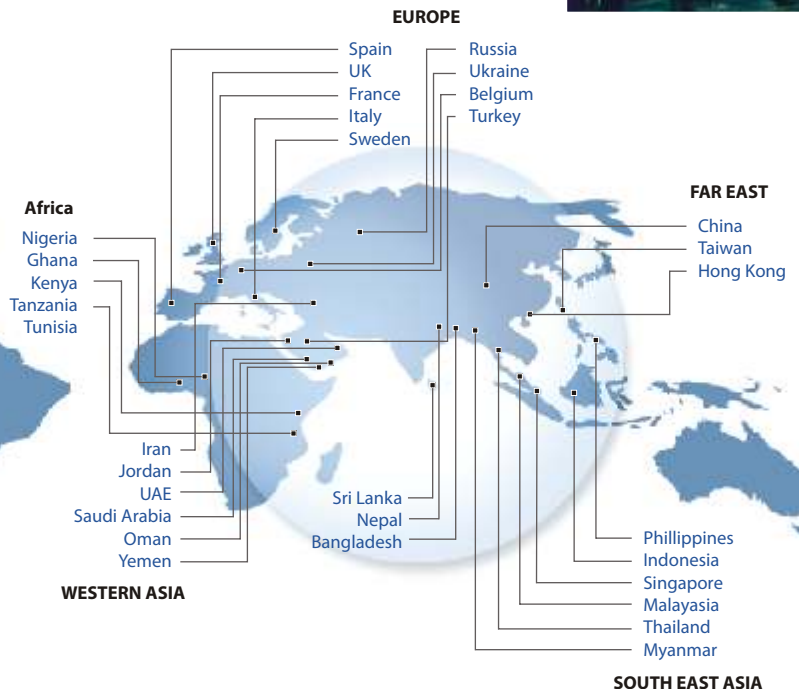 EUROPE
Spain
UK
France
Italy
Sweden
Russia
Ukraine
Belgium
Turkey
FAR EAST
China
Taiwan
Hong Kong
Africa
Nigeria
Ghana
Kenya
Tanzania
Tunisia
Iran
Jordan
UAE
Saudi Arabia
Oman
Yemen
WESTERN ASIA
Sri Lanka
Nepal
Bangladesh
Phillippines
Indonesia
Singapore
Malayasia
Thailand
Myanmar
SOUTH EAST ASIA